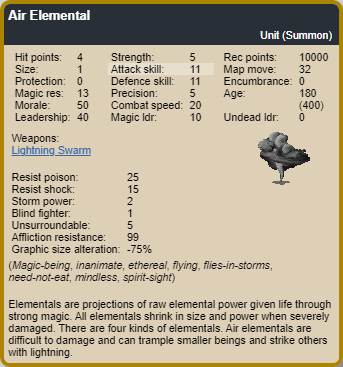 Air Elemental
Unit (Summon)
Hit points: 4 Strength: 5 Rec points: 10000
Size: 1 Attack skill: 11 Map move: 32
Protection: 0 Defence skill: 11 Encumbrance: 0
Magic res: 13 Precision: 5 Age: 180
Morale: 50 Combat speed: 20 (400)
Leadership: 40 Magic ldr: 10 Undead ldr: 0
Weapons:
Lightning Swarm
Resist poison: 25
Resist shock: 15
Storm power: 2
Blind fighter: 1
Unsurroundable: 5
Affliction resistance: 99
Graphic size alteration: -75%
(Magic-being, inanimate, ethereal, flying, flies-in-storms,
need-not-eat, mindless, spirit-sight)
Elementals are projections of raw elemental power given life through
strong magic. All elementals shrink in size and power when severely
damaged. There are four kinds of elementals. Air elementals are
difficult to damage and can trample smaller beings and strike others
with lightning.